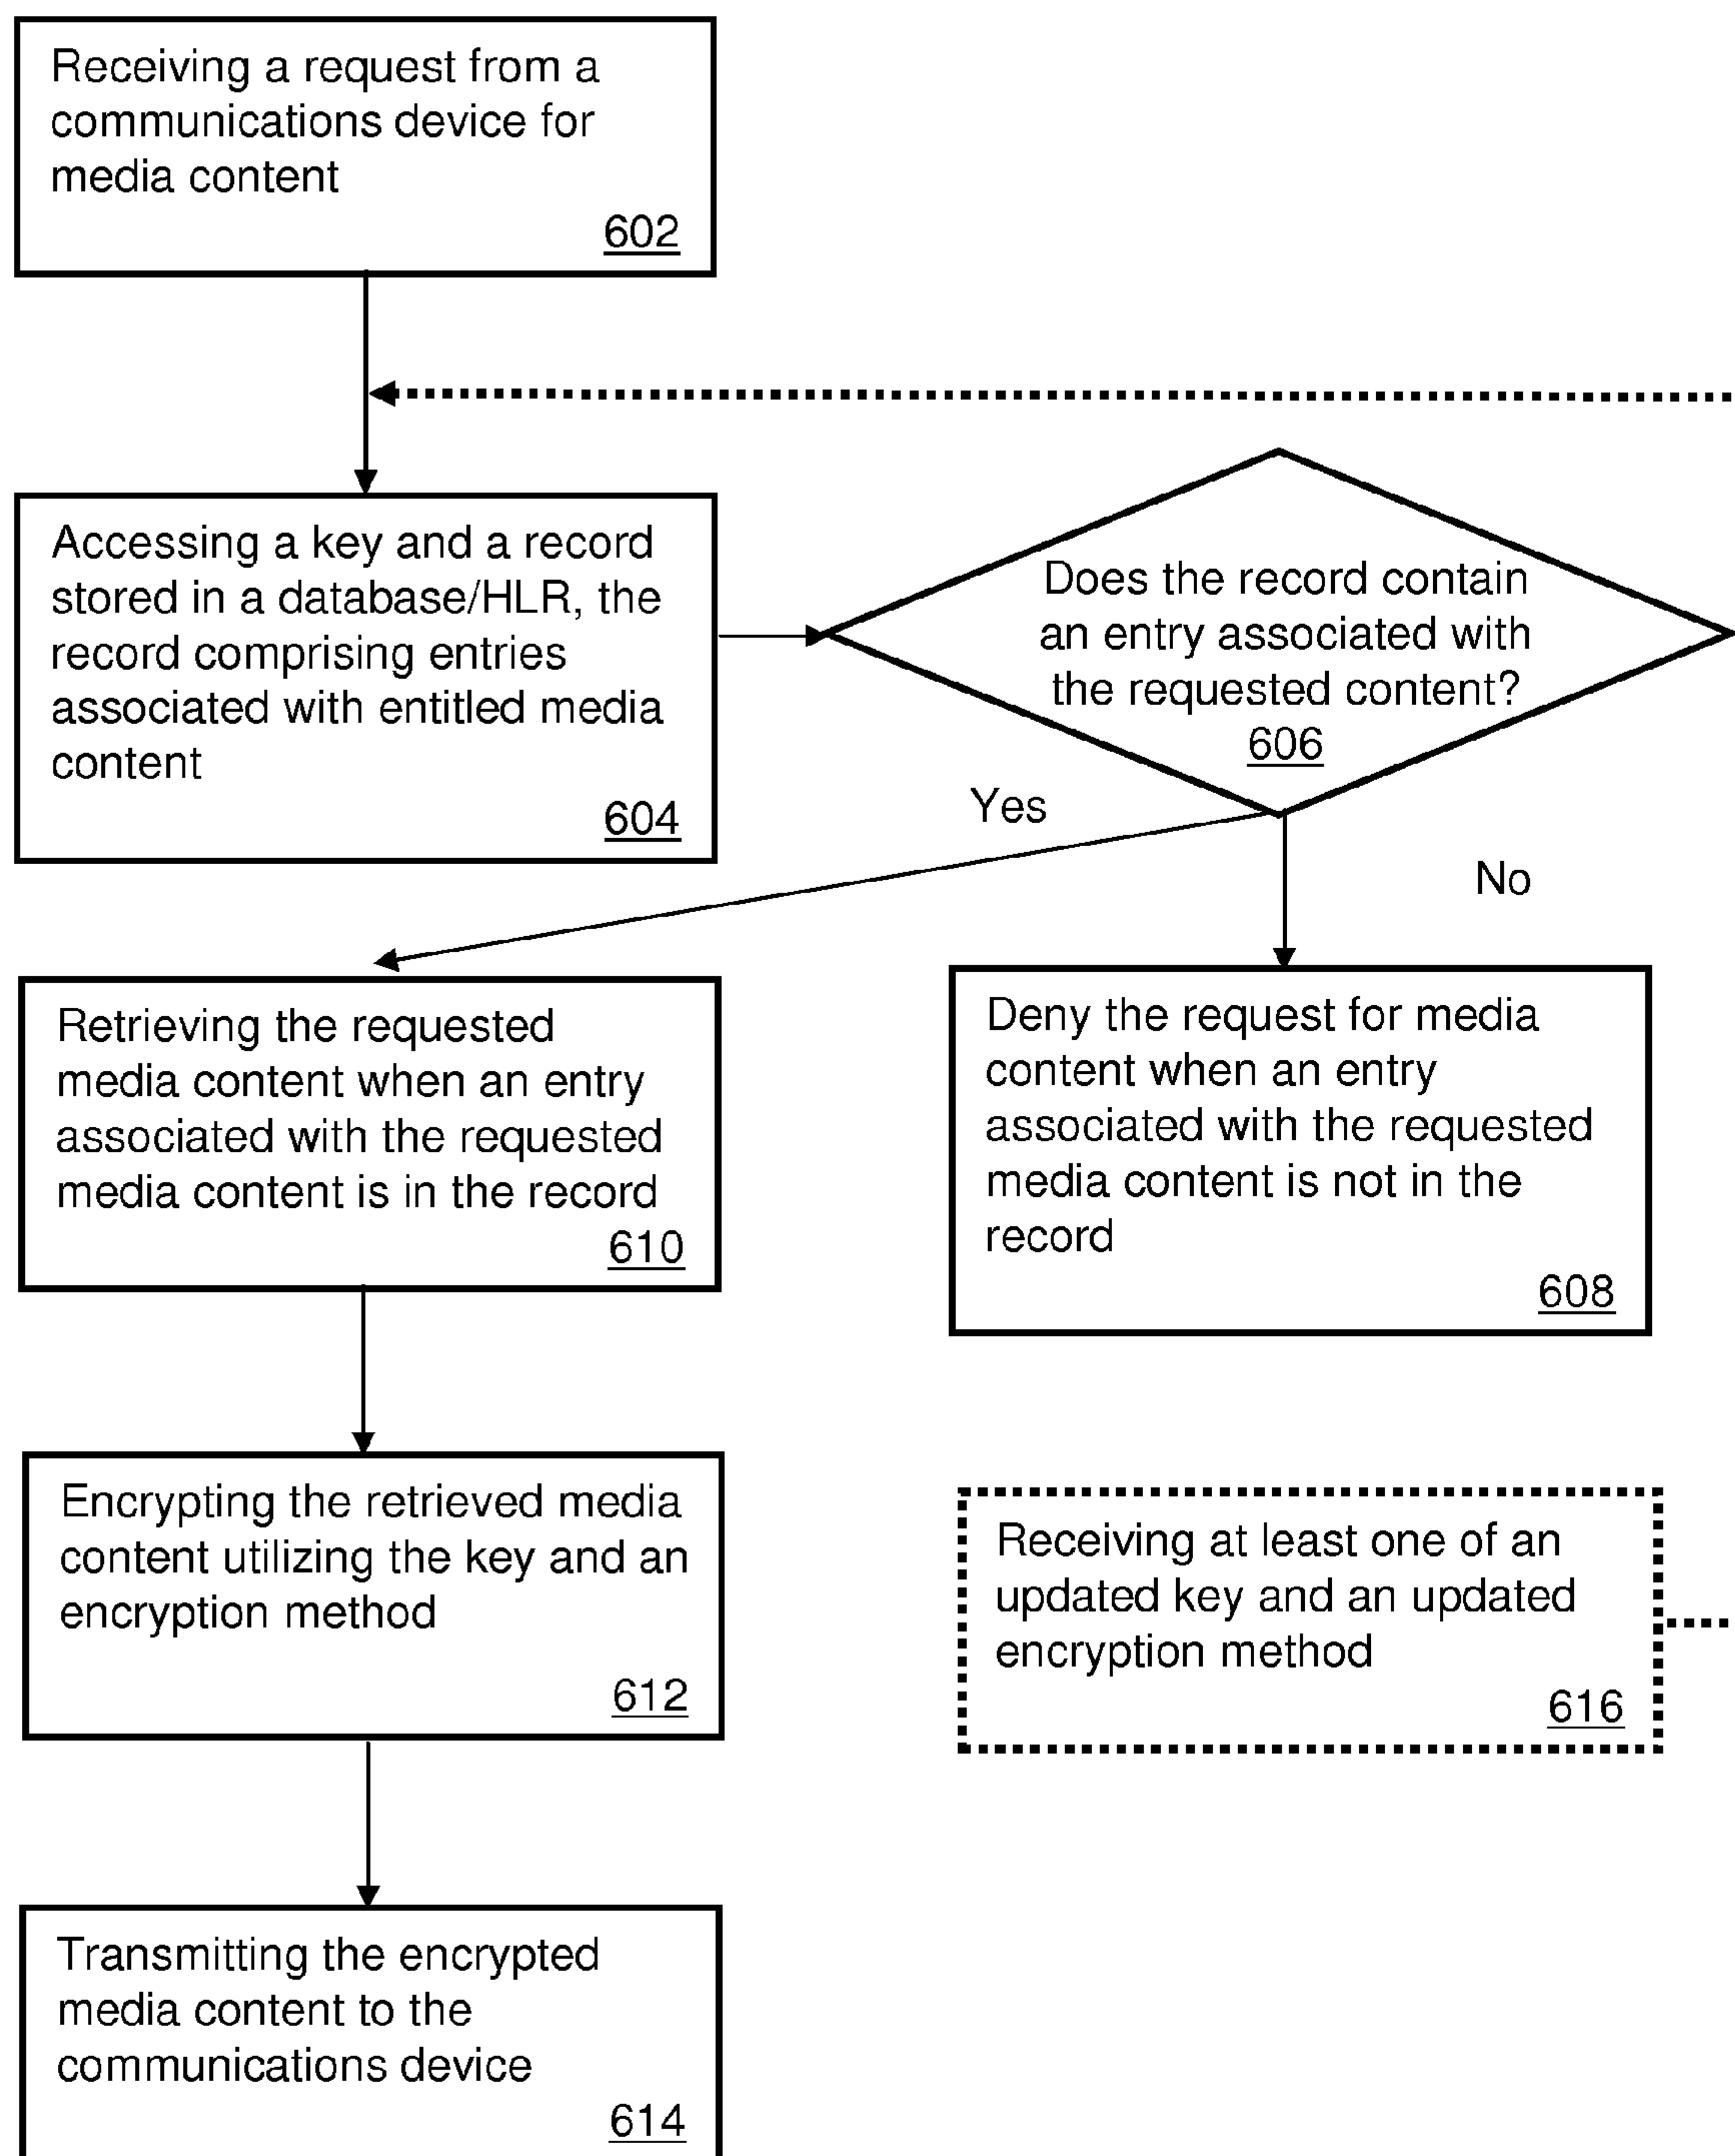 Receiving a request from a
communications device for
media content
602
Accessing a key and a record
stored in a database/HLR, the
record comprising entries
associated with entitled media
content
604
Does the record contain
an entry associated with
the requested content?
606
Yes
No
Retrieving the requested
media content when an entry
associated with the requested
media content is in the record
610
Deny the request for media
content when an entry
associated with the requested
media content is not in the
record
608
Encrypting the retrieved media
content utilizing the key and an
encryption method
612
Receiving at least one of an
updated key and an updated
encryption method
616
Transmitting the encrypted
media content to the
communications device
614